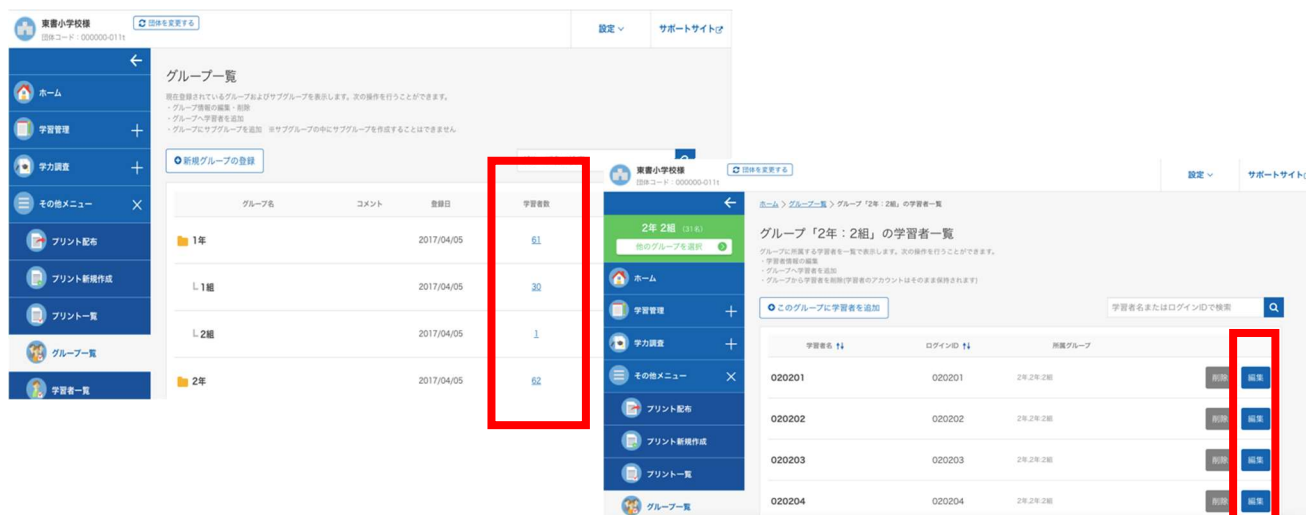 東書小学校様
団体を変更する
団体コード：000000-011t
設定
サポートサイト
ホーム
学習管理
学力調査
その他メニュー
プリント配布
プリント新規作成
プリント一覧
グループ一覧
学習者一覧
グループ一覧
現在登録されているグループおよびサブグループを表示します。次の操作を行うことができます。
・グループ情報の編集・削除
・グループへ学習者を追加
・グループにサブグループを追加　※サブグループの中にサブグループを作成することはできません
新規グループの登録
グループ名 コメント 登録日 学習者数
1年 2017/04/05 61
1組 2017/04/05 30
2組 2017/04/05 1
2年 2017/04/05 62
東書小学校様
団体を変更する
団体コード：000000-011t
設定
サポートサイト
2年 2組 (31名)
他のグループを選択
ホーム
学習管理
学力調査
その他メニュー
プリント配布
プリント新規作成
プリント一覧
グループ一覧
ホーム > グループ一覧 > グループ「2年：2組」の学習者一覧
グループ「2年：2組」の学習者一覧
グループに所属する学習者を一覧で表示します。次の操作を行うことができます。
・学習者情報の編集
・グループへ学習者を追加
・グループから学習者を削除(学習者のアカウントはそのまま保持されます)
このグループに学習者を追加
学習者名またはログインIDで検索
学習者名 ログインID 所属グループ
020201 020201 2年,2年:2組 削除 編集
020202 020202 2年,2年:2組 削除 編集
020203 020203 2年,2年:2組 削除 編集
020204 020204 2年,2年:2組 削除 編集